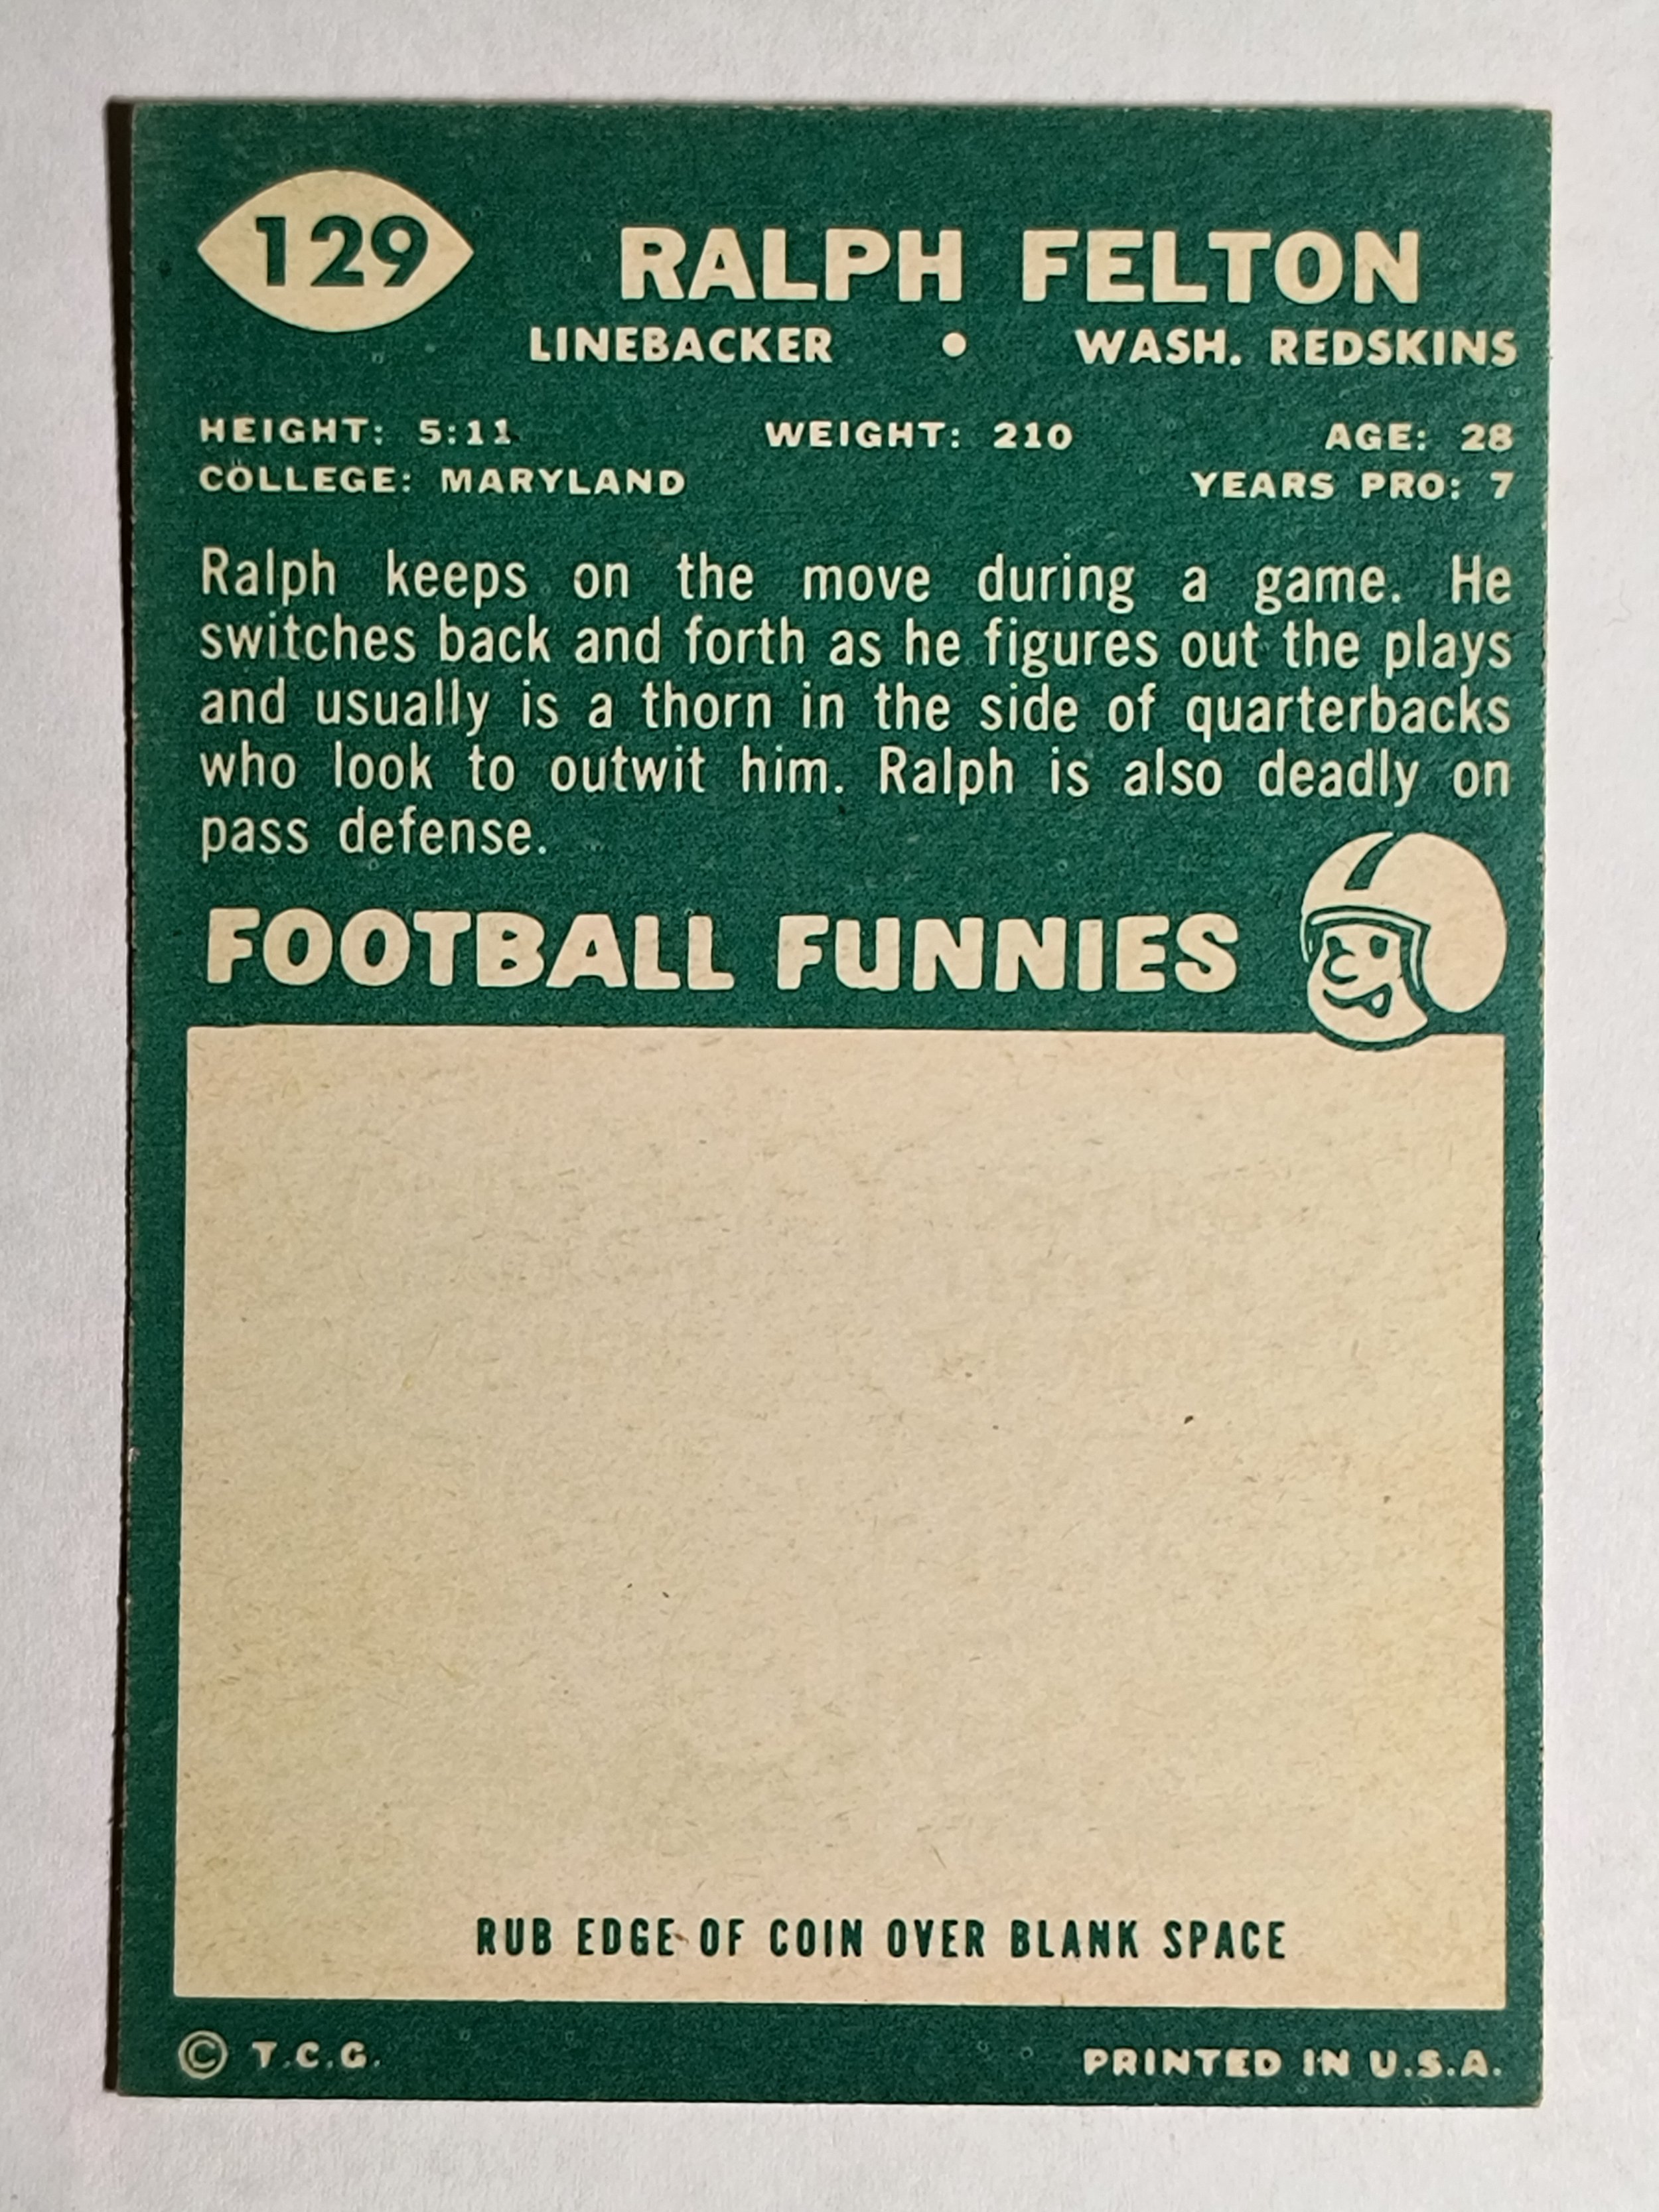 129
RALPH FELTON
LINEBACKER • WASH. REDSKINS
HEIGHT: 5:11 WEIGHT: 210 AGE: 28
COLLEGE: MARYLAND YEARS PRO: 7
Ralph keeps on the move during a game. He
switches back and forth as he figures out the plays
and usually is a thorn in the side of quarterbacks
who look to outwit him. Ralph is also deadly on
pass defense.
FOOTBALL FUNNIES
RUB EDGE OF COIN OVER BLANK SPACE
© T.C.G. PRINTED IN U.S.A.